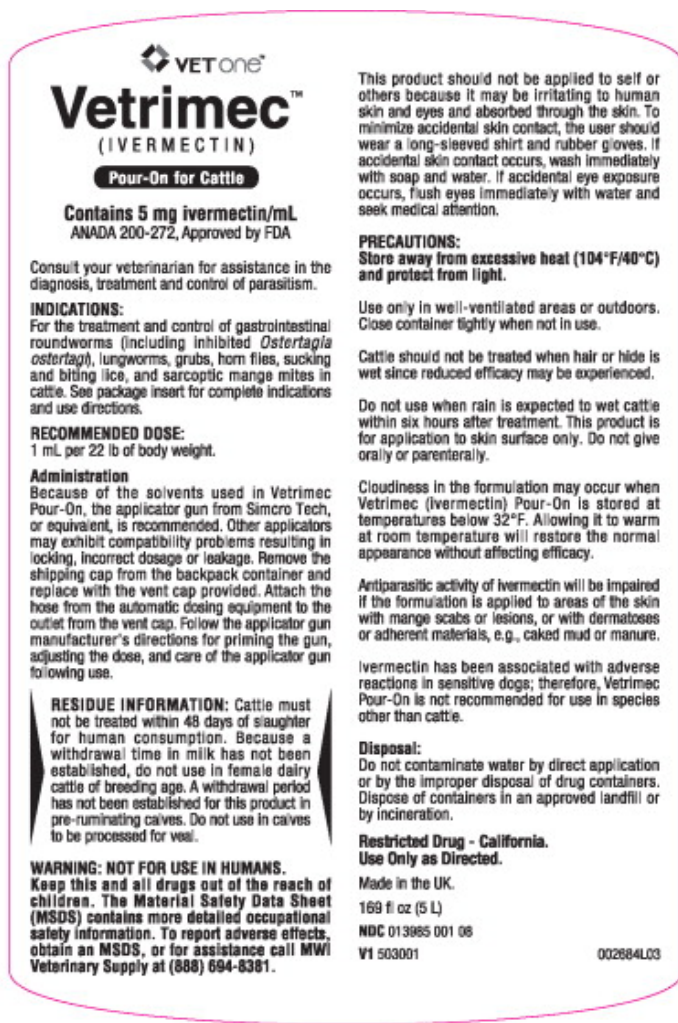 VETone™
Vetrimec™
(IVERMECTIN)
Pour-On for Cattle
Contains 5 mg ivermectin/mL
ANADA 200-272, Approved by FDA
Consult your veterinarian for assistance in the
diagnosis, treatment and control of parasitism.
INDICATIONS:
For the treatment and control of gastrointestinal
roundworms (including inhibited Ostertagia
ostertagi), lungworms, grubs, horn flies, sucking
and biting lice, and sarcoptic mange mites in
cattle. See package insert for complete indications
and use directions.
RECOMMENDED DOSE:
1 mL per 22 lb of body weight.
Administration
Because of the solvents used in Vetrimec
Pour-On, the applicator gun from Simcro Tech,
or equivalent, is recommended. Other applicators
may exhibit compatibility problems resulting in
locking, incorrect dosage or leakage. Remove the
shipping cap from the backpack container and
replace with the vent cap provided. Attach the
hose from the automatic dosing equipment to the
outlet from the vent cap. Follow the applicator gun
manufacturer's directions for priming the gun,
adjusting the dose, and care of the applicator gun
following use.
RESIDUE INFORMATION: Cattle must
not be treated within 48 days of slaughter
for human consumption. Because a
withdrawal time in milk has not been
established, do not use in female dairy
cattle of breeding age. A withdrawal period
has not been established for this product in
pre-ruminating calves. Do not use in calves
to be processed for veal.
WARNING: NOT FOR USE IN HUMANS.
Keep this and all drugs out of the reach of
children. The Material Safety Data Sheet
(MSDS) contains more detailed occupational
safety information. To report adverse effects,
obtain an MSDS, or for assistance call MWI
Veterinary Supply at (888) 694-8381.
This product should not be applied to self or
others because it may be irritating to human
skin and eyes and absorbed through the skin. To
minimize accidental skin contact, the user should
wear a long-sleeved shirt and rubber gloves. If
accidental skin contact occurs, wash immediately
with soap and water. If accidental eye exposure
occurs, flush eyes immediately with water and
seek medical attention.
PRECAUTIONS:
Store away from excessive heat (104°F/40°C)
and protect from light.
Use only in well-ventilated areas or outdoors.
Close container tightly when not in use.
Cattle should not be treated when hair or hide is
wet since reduced efficacy may be experienced.
Do not use when rain is expected to wet cattle
within six hours after treatment. This product is
for application to skin surface only. Do not give
orally or parenterally.
Cloudiness in the formulation may occur when
Vetrimec (ivermectin) Pour-On is stored at
temperatures below 32°F. Allowing it to warm
at room temperature will restore the normal
appearance without affecting efficacy.
Antiparasitic activity of ivermectin will be impaired
if the formulation is applied to areas of the skin
with mange scabs or lesions, or with dermatoses
or adherent materials, e.g., caked mud or manure.
Ivermectin has been associated with adverse
reactions in sensitive dogs; therefore, Vetrimec
Pour-On is not recommended for use in species
other than cattle.
Disposal:
Do not contaminate water by direct application
or by the improper disposal of drug containers.
Dispose of containers in an approved landfill or
by incineration.
Restricted Drug - California.
Use Only as Directed.
Made in the UK.
169 fl oz (5 L)
NDC 013985 001 08
V1 503001 002684L03